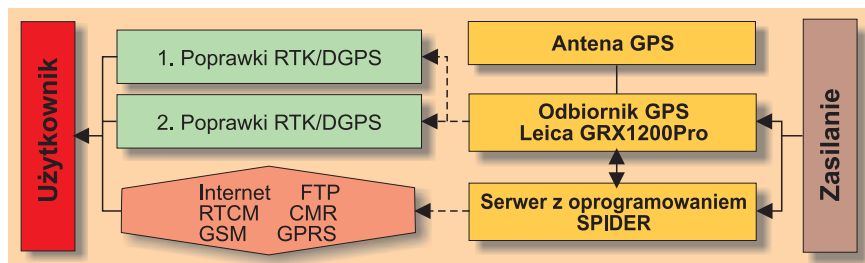 Użytkownik
1. Poprawki RTK/DGPS
2. Poprawki RTK/DGPS
Internet FTP
RTCM CMR
GSM GPRS
Antena GPS
Odbiornik GPS
Leica GRX1200Pro
Serwer z oprogramowaniem
SPIDER
Zasilanie